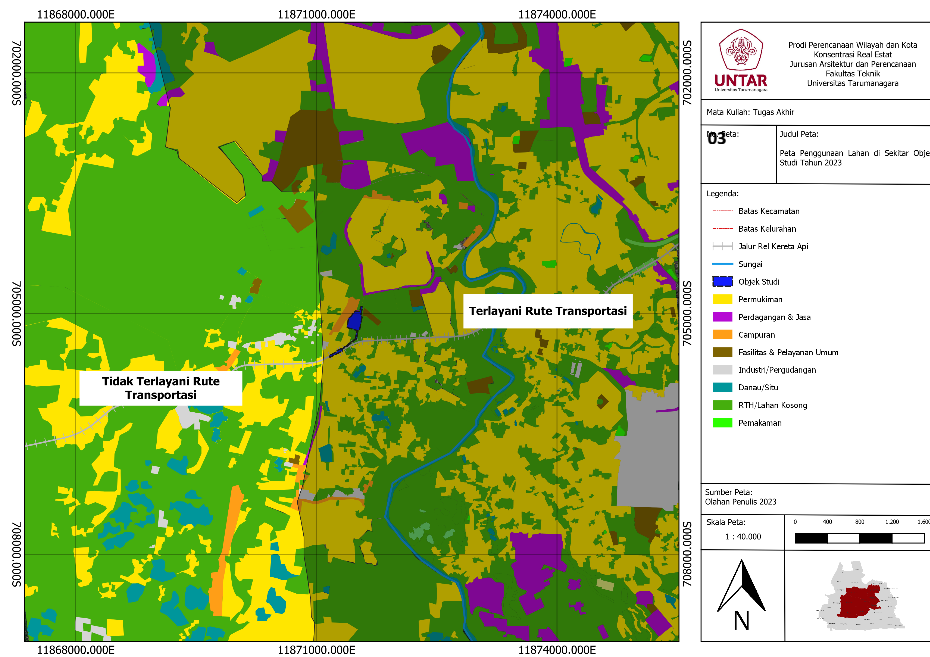 11868000.000E 11871000.000E 11874000.000E
702000.000S
705000.000S
708000.000S
702000.000S
705000.000S
708000.000S
Terlayani Rute Transportasi
Tidak Terlayani Rute
Transportasi
11868000.000E 11871000.000E 11874000.000E
UNTAR
Universitas Tarumanagara
Prodi Perencanaan Wilayah dan Kota
Konsentrasi Real Estat
Jurusan Arsitektur dan Perencanaan
Fakultas Teknik
Universitas Tarumanagara
Mata Kuliah: Tugas Akhir
Peta:
03
Judul Peta:
Peta Penggunaan Lahan di Sekitar Obje
Studi Tahun 2023
Legenda:
Batas Kecamatan
Batas Kelurahan
Jalur Rel Kereta Api
Sungai
Objek Studi
Permukiman
Perdagangan & Jasa
Campuran
Fasilitas & Pelayanan Umum
Industri/Pergudangan
Danau/Situ
RTH/Lahan Kosong
Pemakaman
Sumber Peta:
Olahan Penulis 2023
Skala Peta:
1 : 40.000
0 400 800 1.200 1.600
N